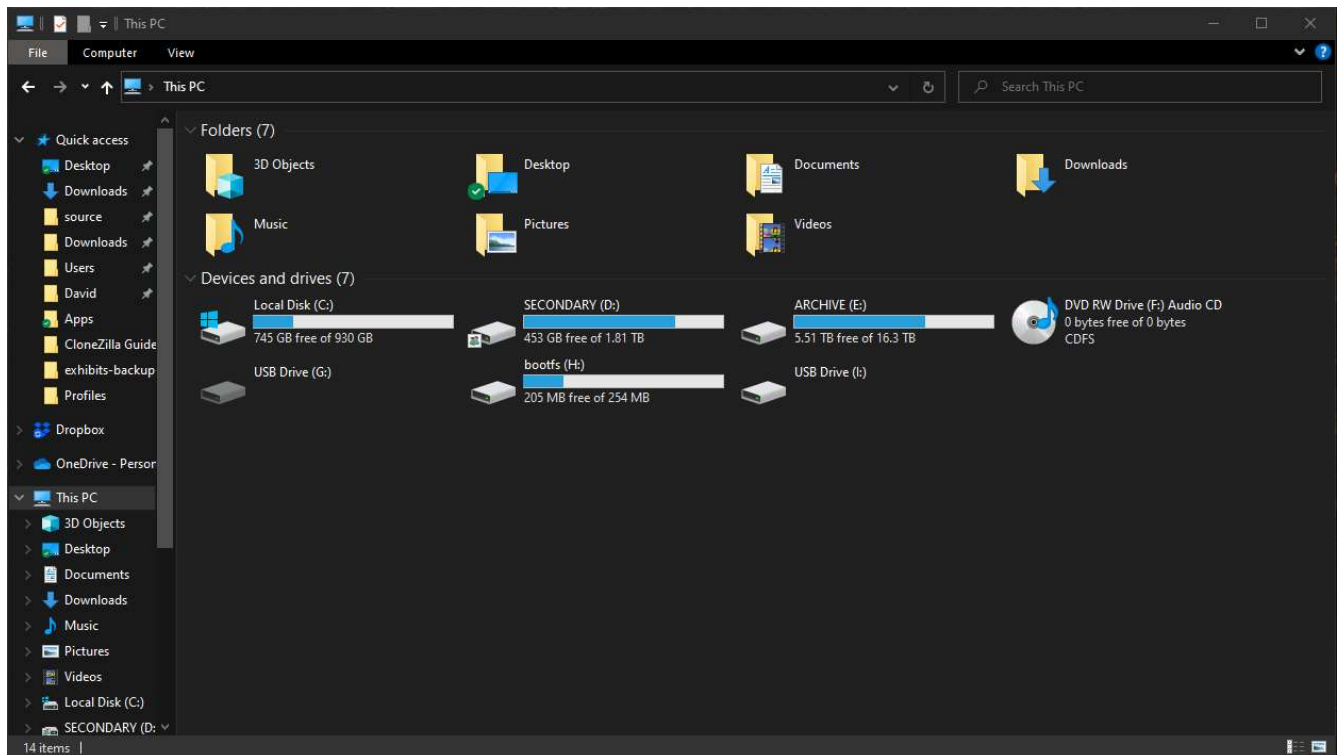 This PC
File Computer View
This PC Search This PC
Quick access
Desktop
Downloads
source
Downloads
Users
David
Apps
CloneZilla Guide
exhibits-backup
Profiles
Dropbox
OneDrive - Person
This PC
3D Objects
Desktop
Documents
Downloads
Music
Pictures
Videos
Local Disk (C:)
SECONDARY (D:
Folders (7)
3D Objects
Desktop
Documents
Downloads
Music
Pictures
Videos
Devices and drives (7)
Local Disk (C:)
745 GB free of 930 GB
SECONDARY (D:)
453 GB free of 1.81 TB
ARCHIVE (E:)
5.51 TB free of 16.3 TB
DVD RW Drive (F:) Audio CD
0 bytes free of 0 bytes
CDFS
USB Drive (G:)
bootfs (H:)
205 MB free of 254 MB
USB Drive (I:)
14 items